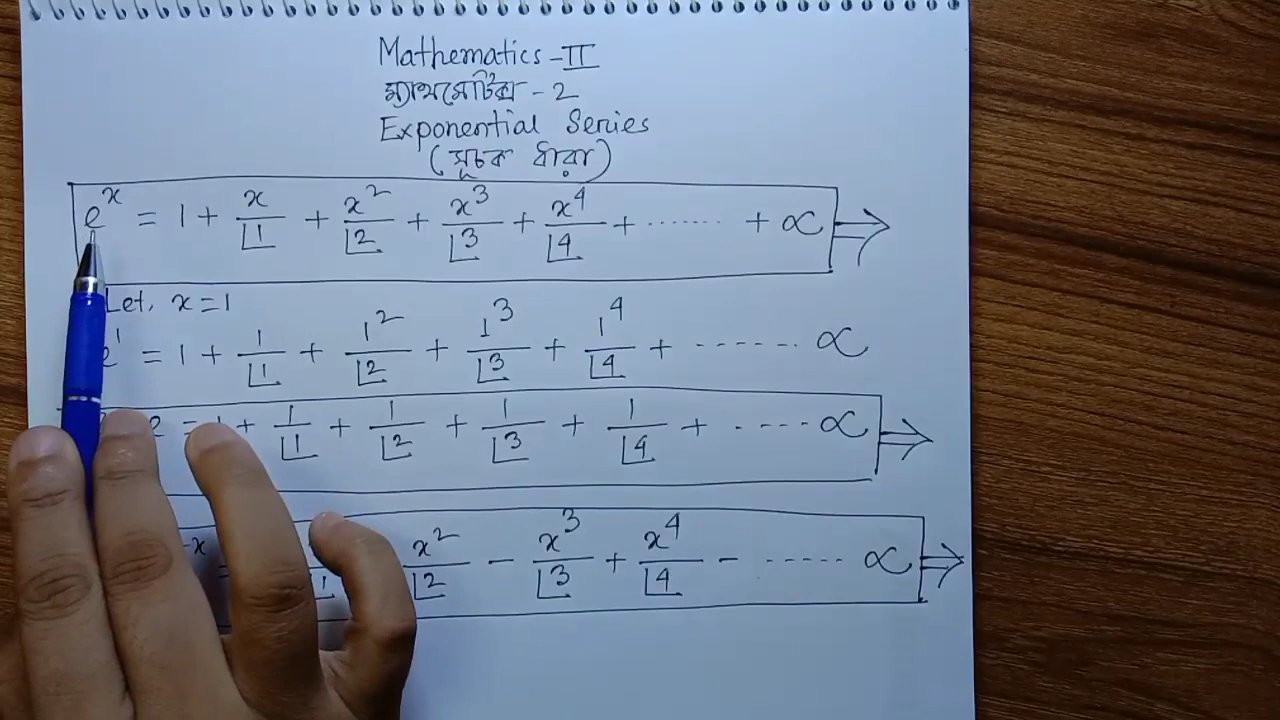 Mathematics - II
ম্যাথমেটিক্স - 2
Exponential Series
(সূচক ধারা)
e^x = 1 + x/⌊1 + x^2/⌊2 + x^3/⌊3 + x^4/⌊4 + ....... + ∝ ⇒
Let, x = 1
e^1 = 1 + 1/⌊1 + 1^2/⌊2 + 1^3/⌊3 + 1^4/⌊4 + ....... ∝
e = 1 + 1/⌊1 + 1/⌊2 + 1/⌊3 + 1/⌊4 + ..... ∝ ⇒
-x = ⌊1 x^2/⌊2 - x^3/⌊3 + x^4/⌊4 - ...... ∝ ⇒